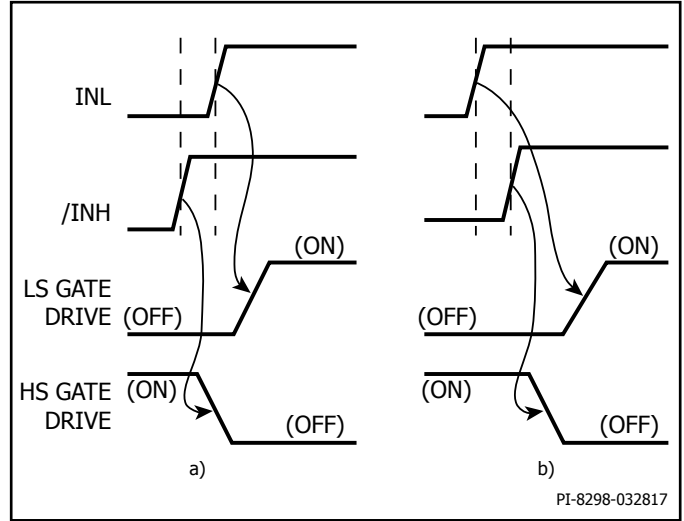 INL
/INH
LS GATE
DRIVE
(OFF)
(ON)
(OFF)
(ON)
HS GATE
DRIVE
(ON)
(OFF)
(ON)
(OFF)
a)
b)
PI-8298-032817